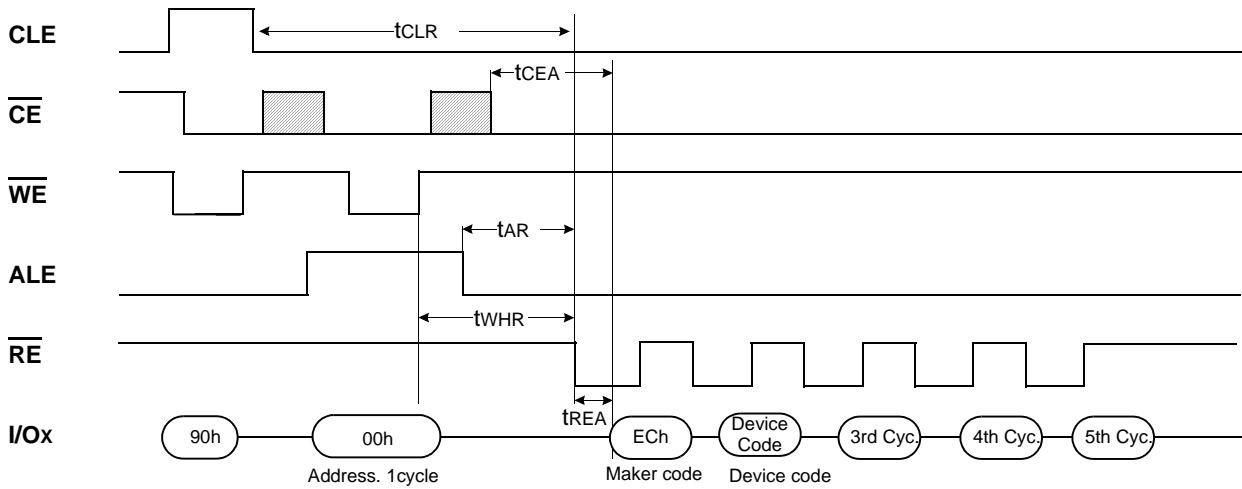 CLE
tCLR
tCEA
CE
WE
tAR
ALE
tWHR
RE
tREA
I/Ox
90h
00h
ECh
Device
Code
3rd Cyc.
4th Cyc.
5th Cyc.
Address. 1cycle
Maker code
Device code